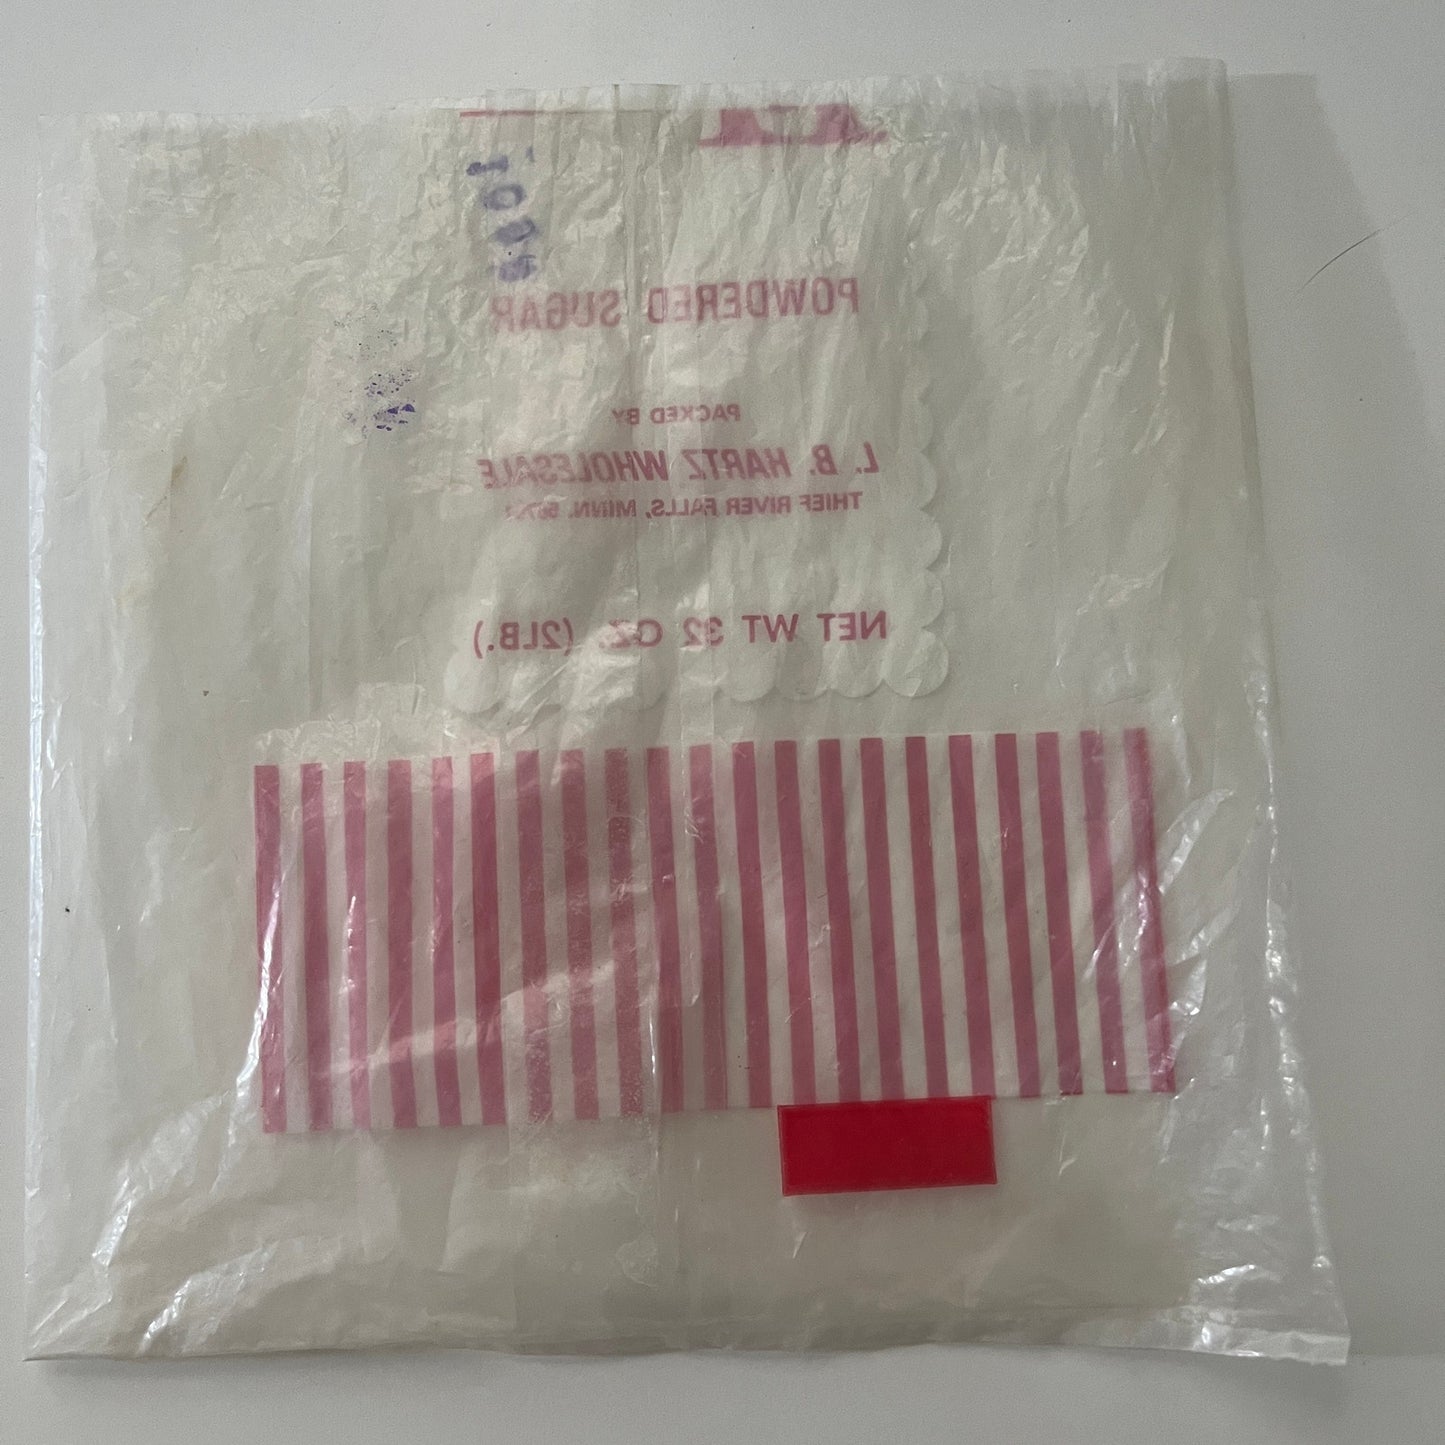 POWDERED SUGAR
PACKED BY
L. B. HARTZ WHOLESALE
THIEF RIVER FALLS, MINN.
NET WT 32 OZ. (2LB.)